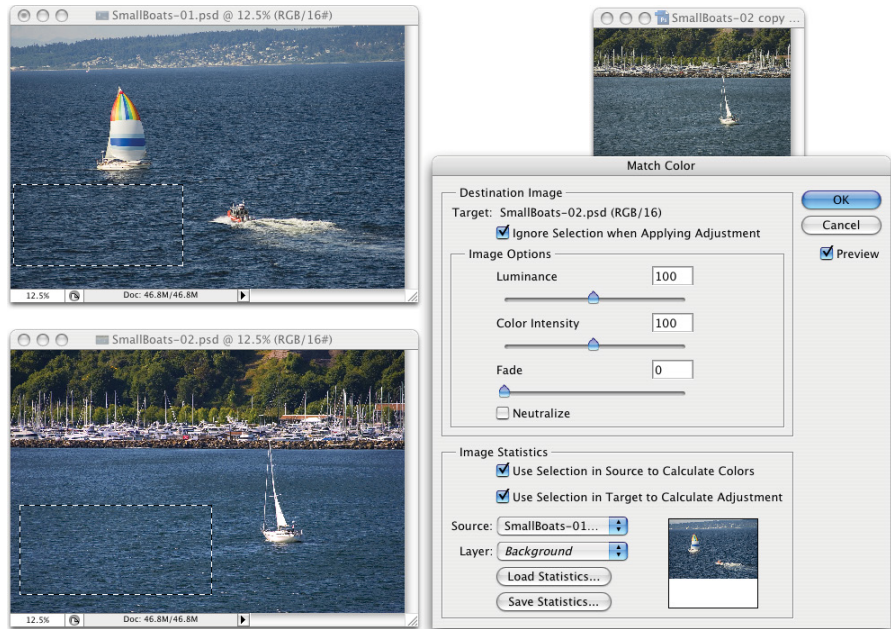 SmallBoats-01.psd @ 12.5% (RGB/16#)
12.5%
Doc: 46.8M/46.8M
SmallBoats-02.psd @ 12.5% (RGB/16#)
12.5%
Doc: 46.8M/46.8M
SmallBoats-02 copy ...
Match Color
Destination Image
Target: SmallBoats-02.psd (RGB/16)
Ignore Selection when Applying Adjustment
Image Options
Luminance 100
Color Intensity 100
Fade 0
Neutralize
Image Statistics
Use Selection in Source to Calculate Colors
Use Selection in Target to Calculate Adjustment
Source: SmallBoats-01...
Layer: Background
Load Statistics...
Save Statistics...
OK
Cancel
Preview